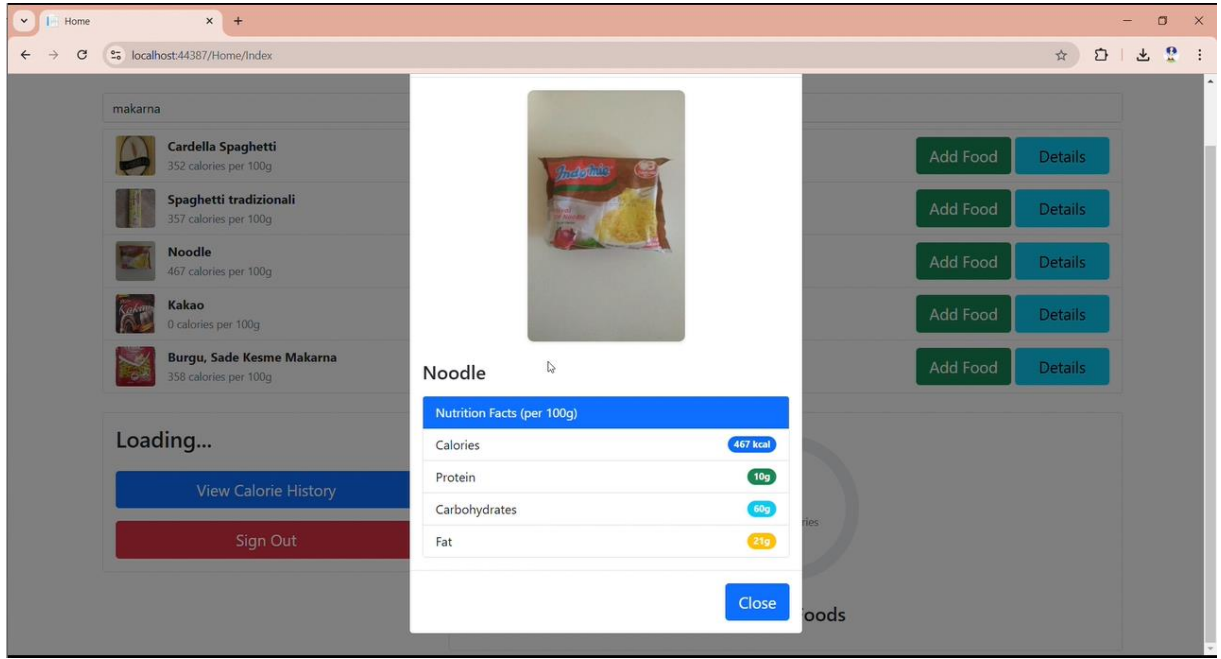 Home
localhost:44387/Home/Index
makarna
Cardella Spaghetti
352 calories per 100g
Add Food Details
Spaghetti tradizionali
357 calories per 100g
Add Food Details
Noodle
467 calories per 100g
Add Food Details
Kakao
0 calories per 100g
Add Food Details
Burgu, Sade Kesme Makarna
358 calories per 100g
Add Food Details
Loading...
View Calorie History
Sign Out
Indomie
Noodle
Nutrition Facts (per 100g)
Calories 467 kcal
Protein 10g
Carbohydrates 60g
Fat 21g
Close
ries
oods